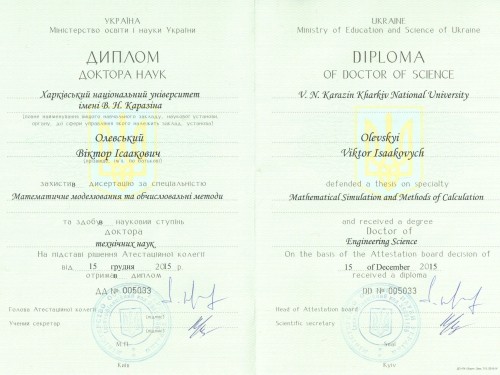 УКРАЇНА
Міністерство освіти і науки України
ДИПЛОМ
ДОКТОРА НАУК
Харківський національний університет
імені В. Н. Каразіна
Олевський
Віктор Ісаакович
захистив дисертацію за спеціальністю
Математичне моделювання та обчислювальні методи
та здобув науковий ступінь
доктора
технічних наук
На підставі рішення Атестаційної колегії
від 15 грудня 2015 р.
отримав диплом
ДД № 005033
Голова Атестаційної колегії
(підпис)
Учений секретар
(підпис)
М.П.
Київ
UKRAINE
Ministry of Education and Science of Ukraine
DIPLOMA
OF DOCTOR OF SCIENCE
V. N. Karazin Kharkiv National University
Olevskyi
Viktor Isaakovych
defended a thesis on specialty
Mathematical Simulation and Methods of Calculation
and received a degree
Doctor of
Engineering Science
On the basis of the Attestation board decision of
15 of December 2015
received a diploma
DD № 005033
Head of Attestation board
Scientific secretary
Seal
Kyiv